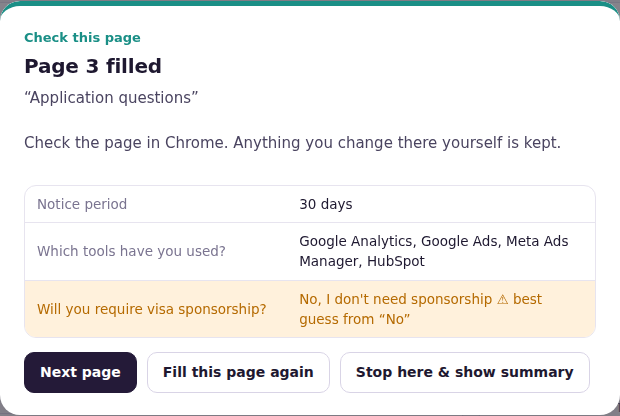 Check this page
Page 3 filled
“Application questions”
Check the page in Chrome. Anything you change there yourself is kept.
Notice period
30 days
Which tools have you used?
Google Analytics, Google Ads, Meta Ads
Manager, HubSpot
Will you require visa sponsorship?
No, I don't need sponsorship ⚠ best
guess from “No”
Next page
Fill this page again
Stop here & show summary